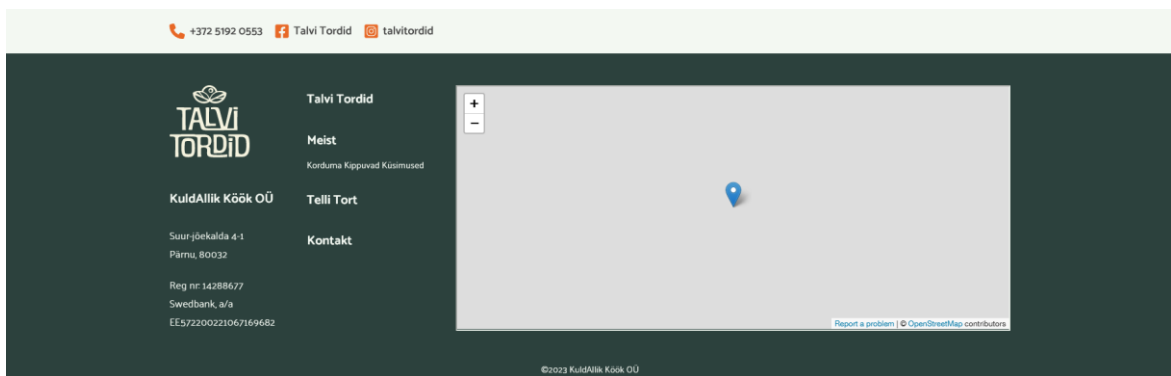 +372 5192 0553 Talvi Tordid talvitordid
TALVI
TORDID
KuldAllik Köök OÜ
Suur-jõekalda 4-1
Pärnu, 80032
Reg nr: 14288677
Swedbank, a/a
EE572200221067169682
Talvi Tordid
Meist
Korduma Kippuvad Küsimused
Telli Tort
Kontakt
+
−
Report a problem | © OpenStreetMap contributors
©2023 KuldAllik Köök OÜ